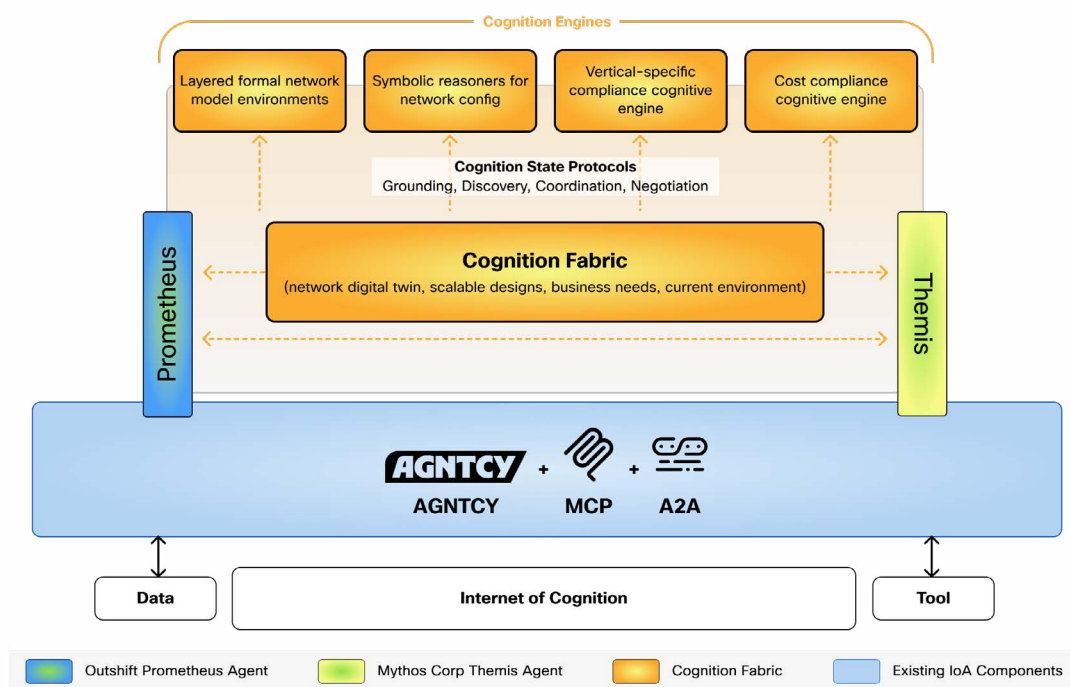 Cognition Engines
Layered formal network
model environments
Symbolic reasoners for
network config
Vertical-specific
compliance cognitive
engine
Cost compliance
cognitive engine
Cognition State Protocols
Grounding, Discovery, Coordination, Negotiation
Prometheus
Cognition Fabric
(network digital twin, scalable designs, business needs, current environment)
Themis
AGNTCY + MCP + A2A
AGNTCY
MCP
A2A
Data
Internet of Cognition
Tool
Outshift Prometheus Agent
Mythos Corp Themis Agent
Cognition Fabric
Existing IoA Components